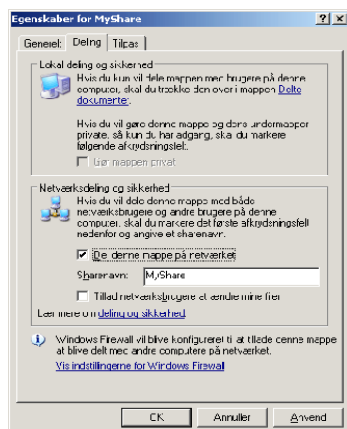 Egenskaber for MyShare
Generelt Deling Tilpas
Lokal deling og sikkerhed
Hvis du kun vil dele mappen med brugere på denne
computer, skal du trække den over i mappen Delte
dokumenter.
Hvis du vil gøre denne mappe og dens undermapper
private, så kun du har adgang, skal du markere
følgende afkrydsningsfelt.
Gør mappen privat
Netværksdeling og sikkerhed
Hvis du vil dele denne mappe med både
netværksbrugere og andre brugere på denne
computer, skal du markere det første afkrydsningsfelt
nedenfor og angive et sharenavn.
Del denne mappe på netværket
Sharenavn: MyShare
Tillad netværksbrugere at ændre mine filer
Lær mere om deling og sikkerhed.
Windows Firewall vil blive konfigureret til at tillade denne mappe
at blive delt med andre computere på netværket.
Vis indstillingerne for Windows Firewall
OK Annuller Anvend